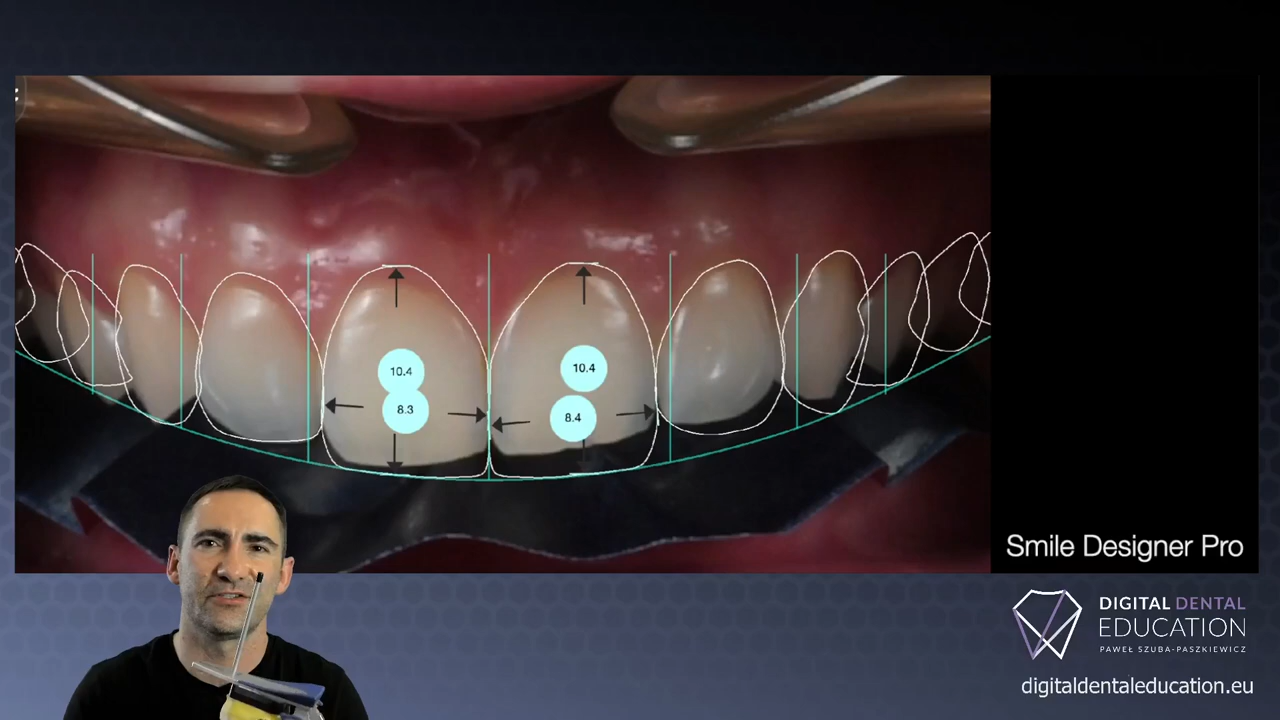 10.4
10.4
8.3
8.4
Smile Designer Pro
DIGITAL DENTAL
EDUCATION
PAWEŁ SZUBA-PASZKIEWICZ
digitaldentaleducation.eu